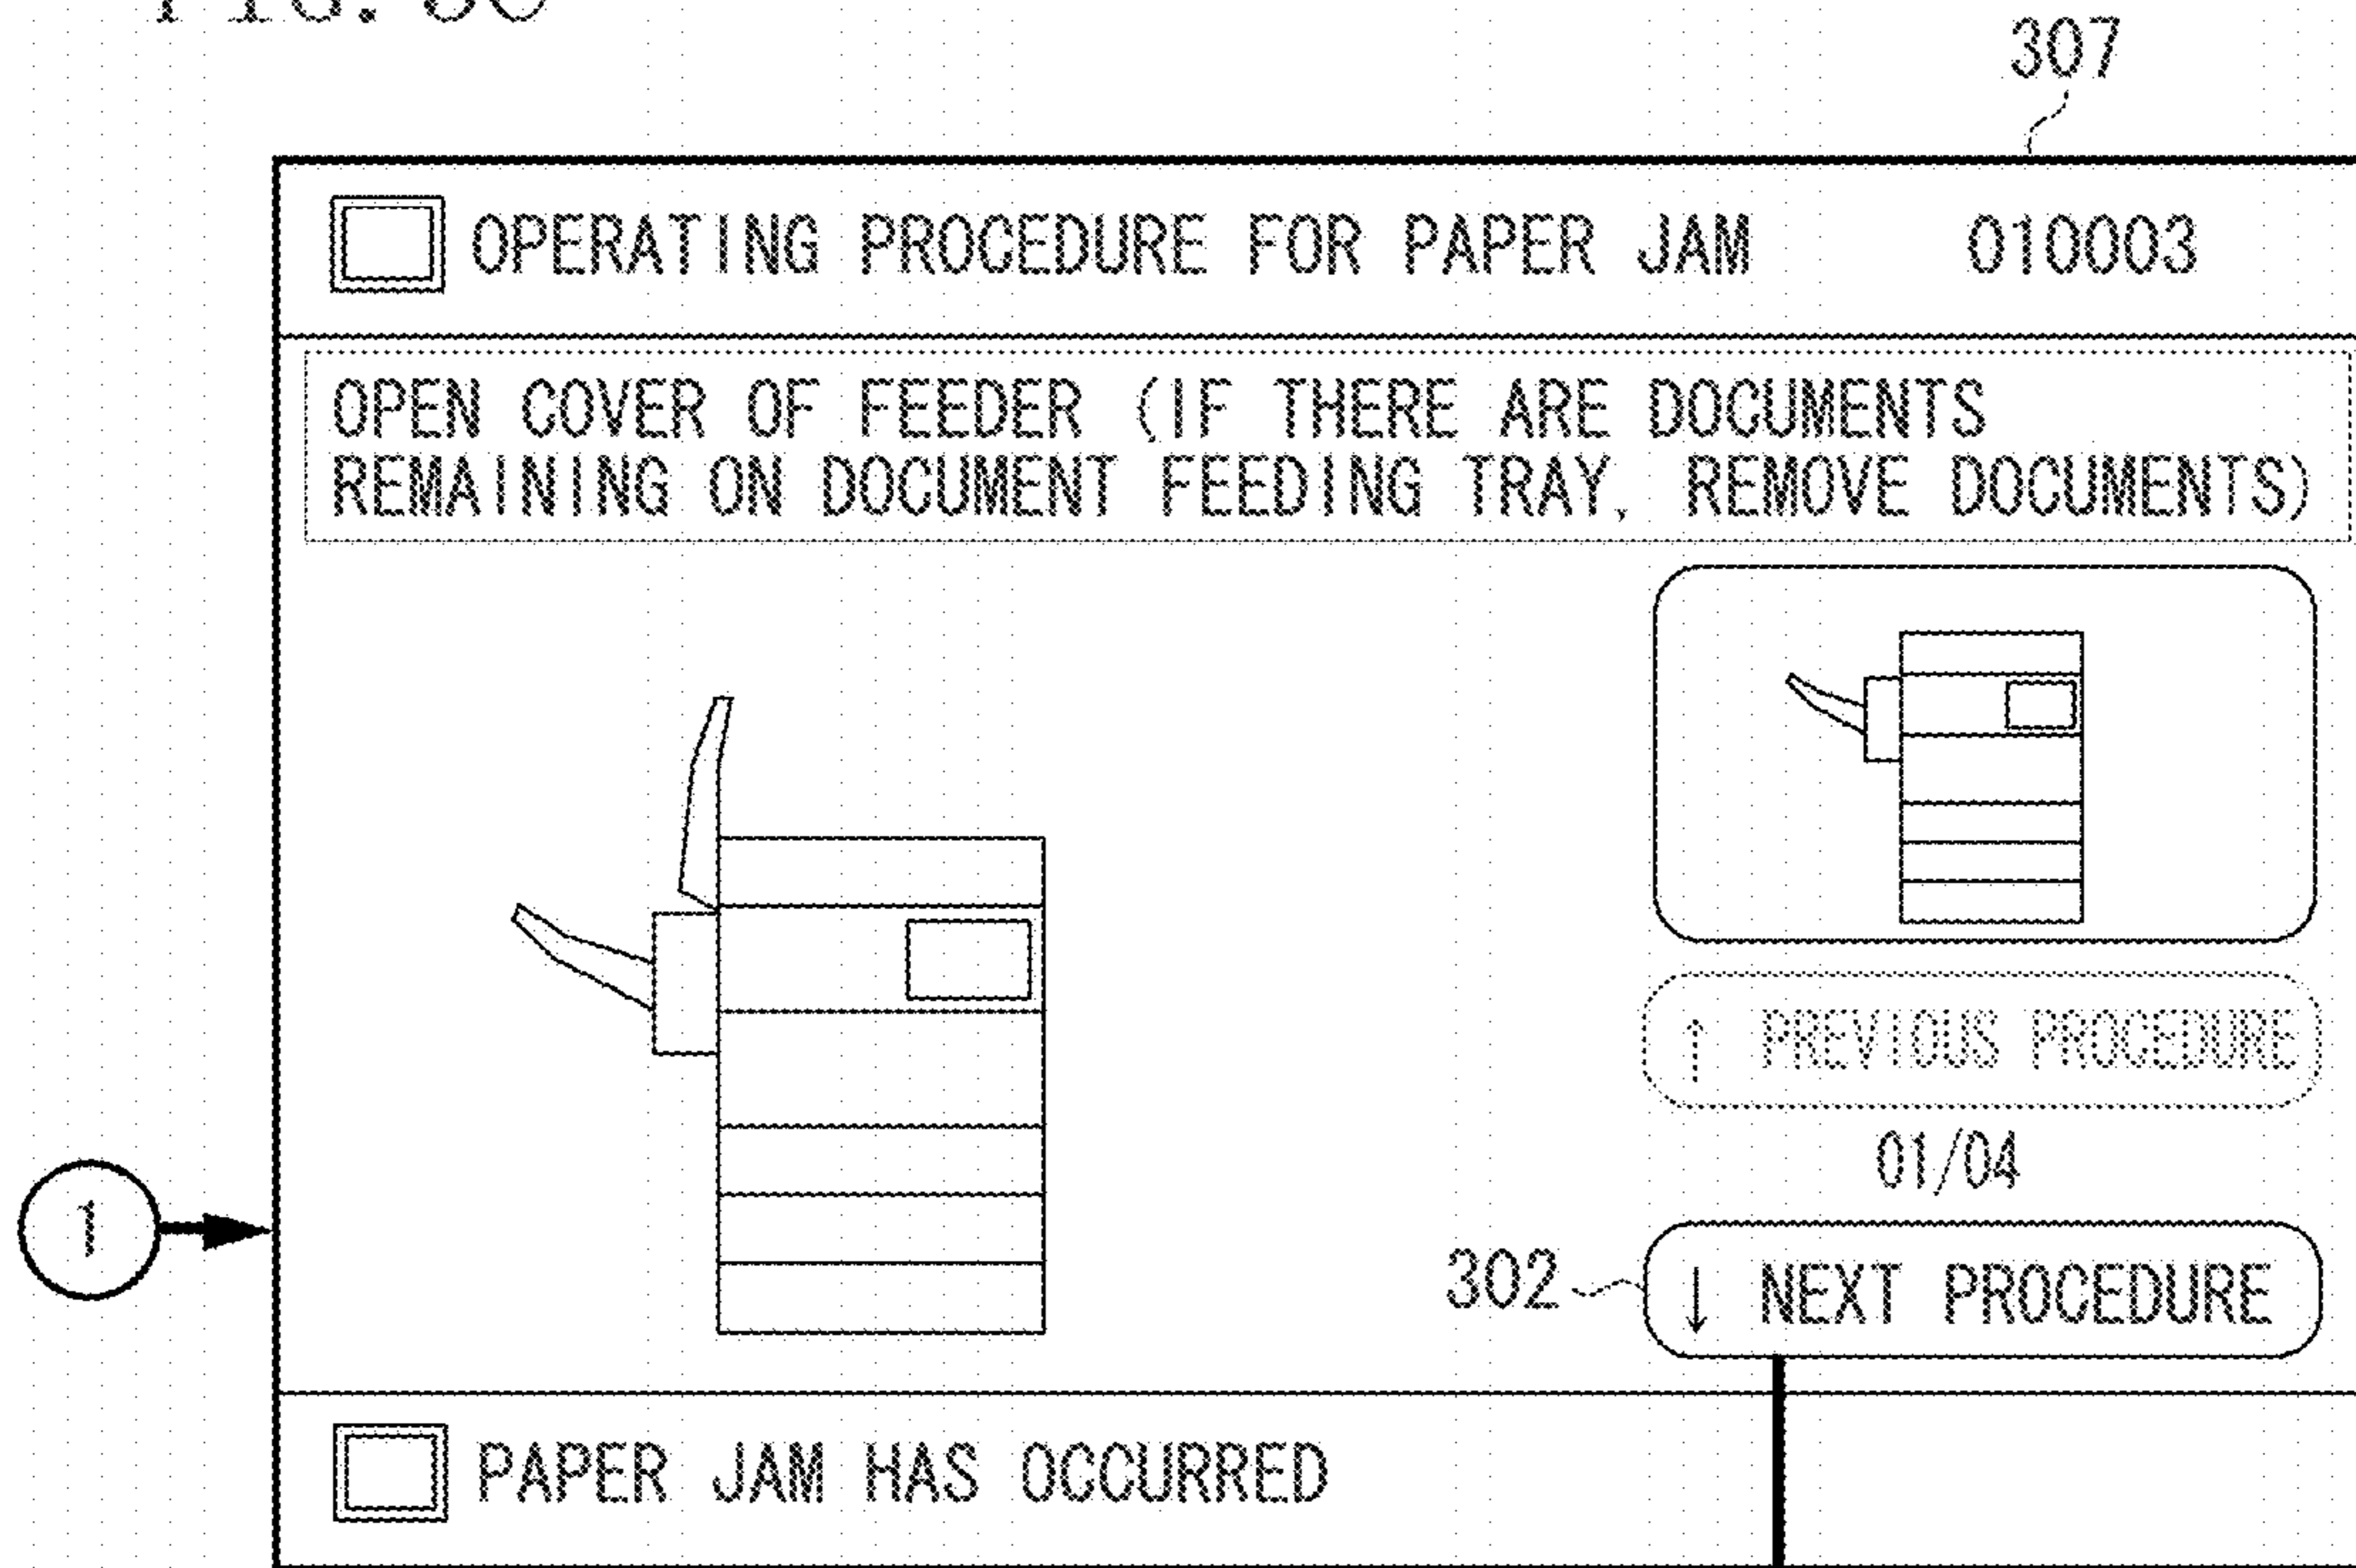 307
OPERATING PROCEDURE FOR PAPER JAM 010003
OPEN COVER OF FEEDER (IF THERE ARE DOCUMENTS
REMAINING ON DOCUMENT FEEDING TRAY, REMOVE DOCUMENTS)
↑ PREVIOUS PROCEDURE
01/04
1
302
↓ NEXT PROCEDURE
PAPER JAM HAS OCCURRED